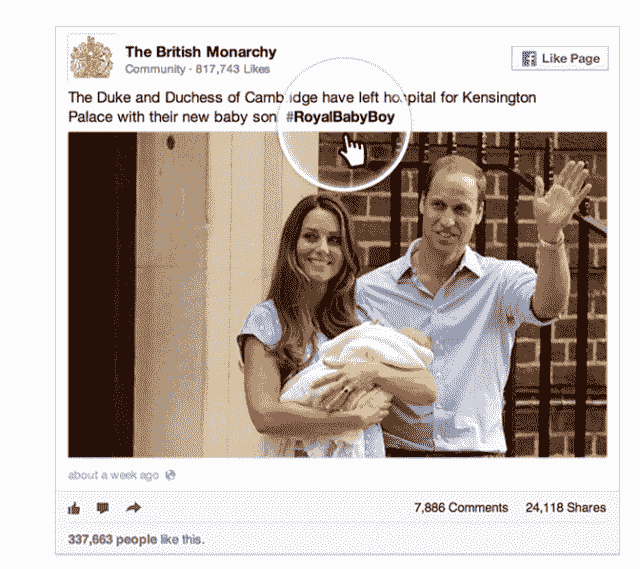 The British Monarchy
Community · 817,743 Likes
Like Page
The Duke and Duchess of Cambridge have left hospital for Kensington
Palace with their new baby son #RoyalBabyBoy
about a week ago
7,886 Comments 24,118 Shares
337,663 people like this.